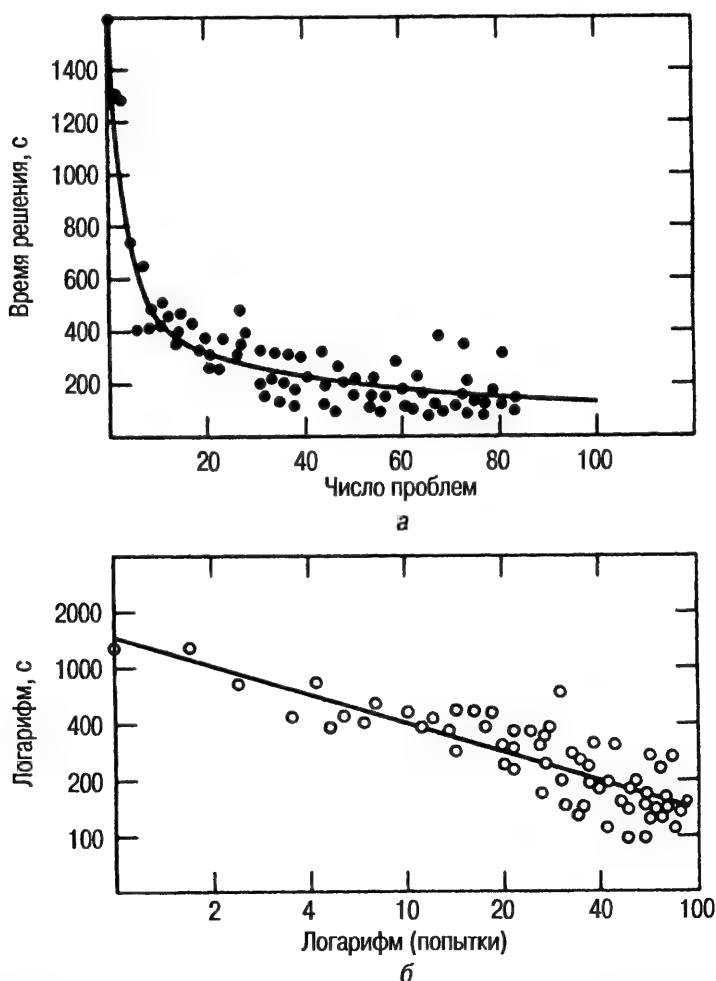 Время решения, с
1400
1200
1000
800
600
400
200
20 40 60 80 100
Число проблем
а
Логарифм, с
2000
1000
400
200
100
2 4 10 20 40 100
Логарифм (попытки)
б